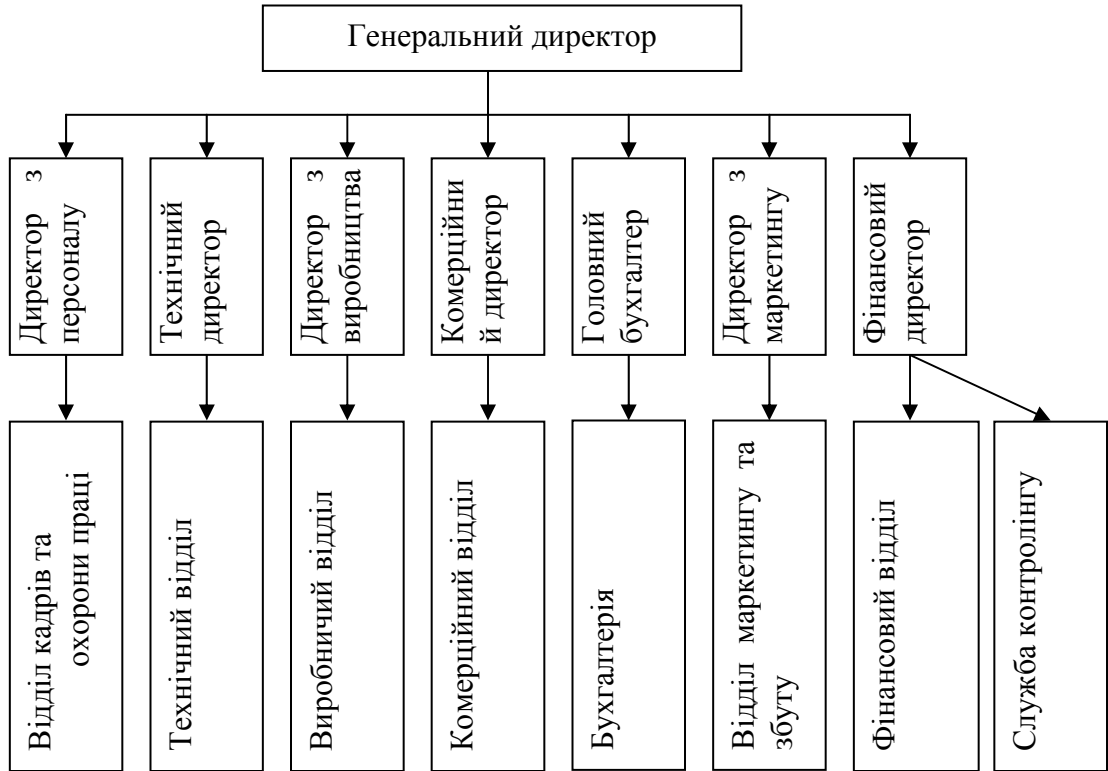 Генеральний директор
Директор з
персоналу
Технічний
директор
Директор з
виробництва
Комерційни
й директор
Головний
бухгалтер
Директор з
маркетингу
Фінансовий
директор
Відділ кадрів та
охорони праці
Технічний відділ
Виробничий відділ
Комерційний відділ
Бухгалтерія
Відділ маркетингу та
збуту
Фінансовий відділ
Служба контролінгу